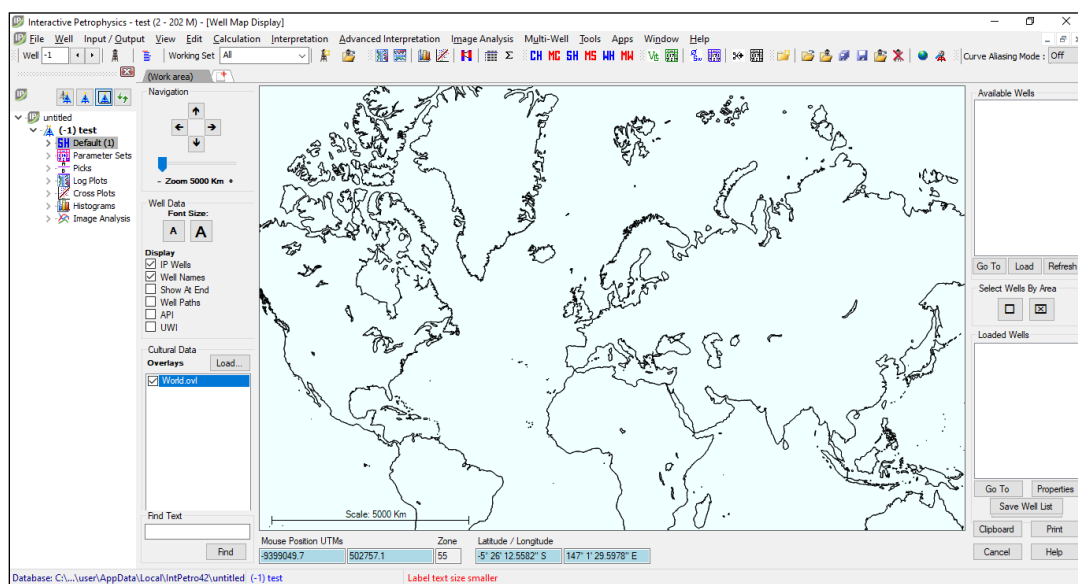 Interactive Petrophysics - test (2 - 202 M) - [Well Map Display]
File Well Input / Output View Edit Calculation Interpretation Advanced Interpretation Image Analysis Multi-Well Tools Apps Window Help
Well -1 Working Set All CH MC SH MS WH MW Curve Aliasing Mode : Off
(Work area)
untitled
(-1) test
SH Default (1)
Parameter Sets
Picks
Log Plots
Cross Plots
Histograms
Image Analysis
Navigation
- Zoom 5000 Km +
Well Data
Font Size:
A A
Display
IP Wells
Well Names
Show At End
Well Paths
API
UWI
Cultural Data
Overlays Load...
World.ovl
Find Text
Find
Scale: 5000 Km
Mouse Position UTMs Zone Latitude / Longitude
-9399049.7 502757.1 55 -5° 26' 12.5582" S 147° 1' 29.5978" E
Available Wells
Go To Load Refresh
Select Wells By Area
Loaded Wells
Go To Properties
Save Well List
Clipboard Print
Cancel Help
Database: C:\...\user\AppData\Local\IntPetro42\untitled (-1) test Label text size smaller